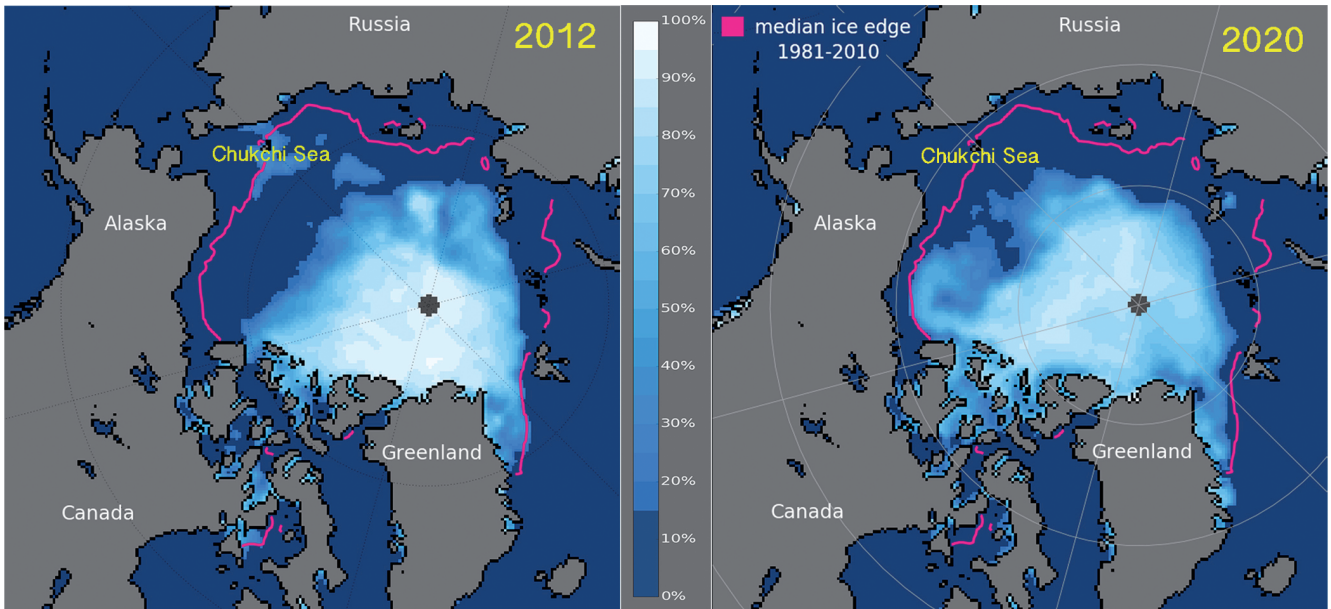 Russia
2012
Chukchi Sea
Alaska
Greenland
Canada
100%
90%
80%
70%
60%
50%
40%
30%
20%
10%
0%
median ice edge
1981-2010
Russia
2020
Chukchi Sea
Alaska
Greenland
Canada